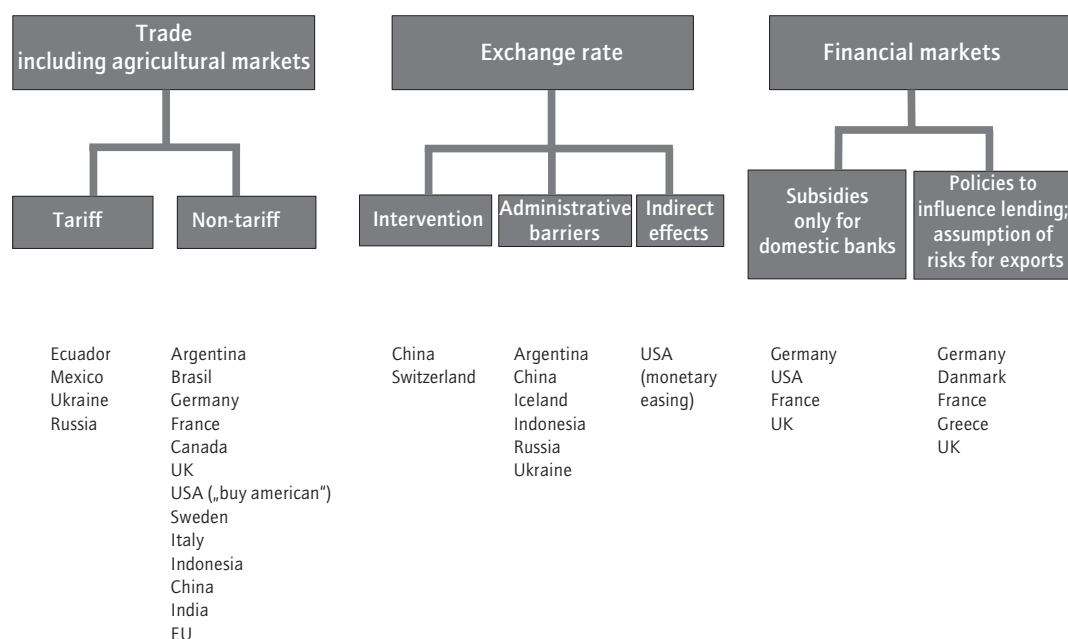 Trade
including agricultural markets
Exchange rate
Financial markets
Tariff
Non-tariff
Intervention
Administrative
barriers
Indirect
effects
Subsidies
only for
domestic banks
Policies to
influence lending;
assumption of
risks for exports
Ecuador
Mexico
Ukraine
Russia
Argentina
Brasil
Germany
France
Canada
UK
USA („buy american“)
Sweden
Italy
Indonesia
China
India
EU
China
Switzerland
Argentina
China
Iceland
Indonesia
Russia
Ukraine
USA
(monetary
easing)
Germany
USA
France
UK
Germany
Danmark
France
Greece
UK